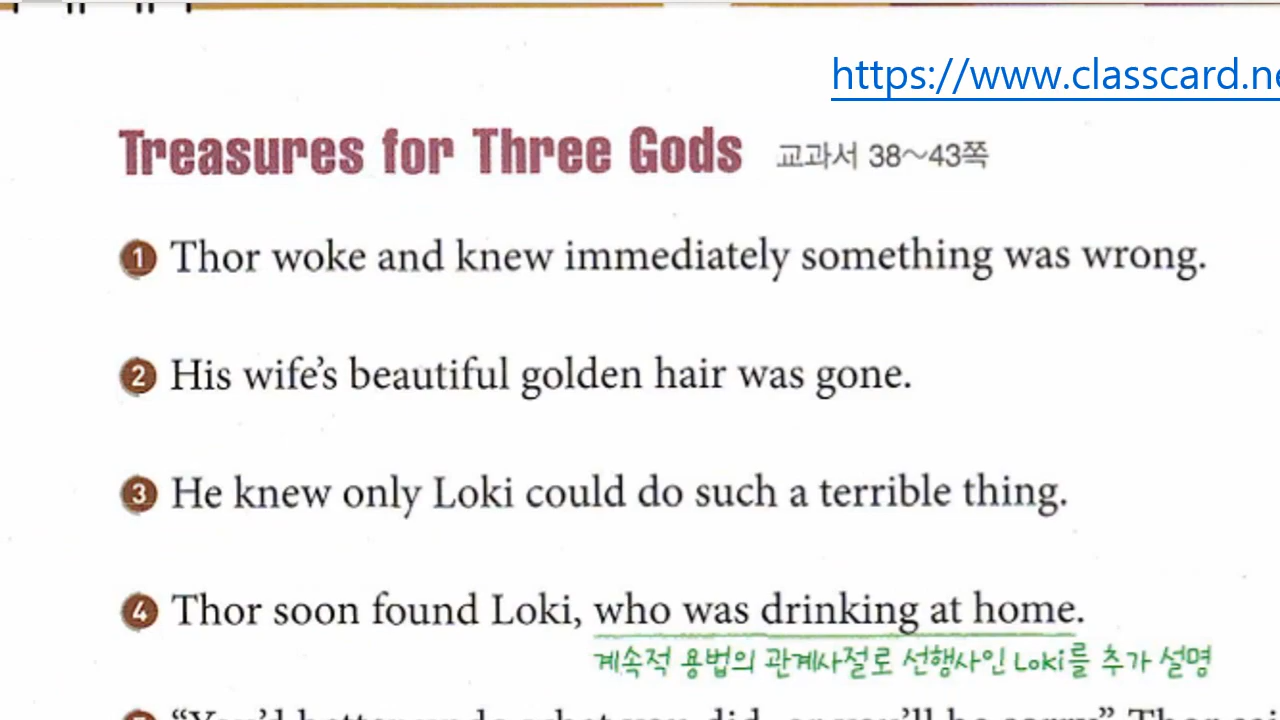 https://www.classcard.ne
Treasures for Three Gods 교과서 38~43쪽
1 Thor woke and knew immediately something was wrong.
2 His wife’s beautiful golden hair was gone.
3 He knew only Loki could do such a terrible thing.
4 Thor soon found Loki, who was drinking at home.
계속적 용법의 관계사절로 선행사인 Loki를 추가 설명